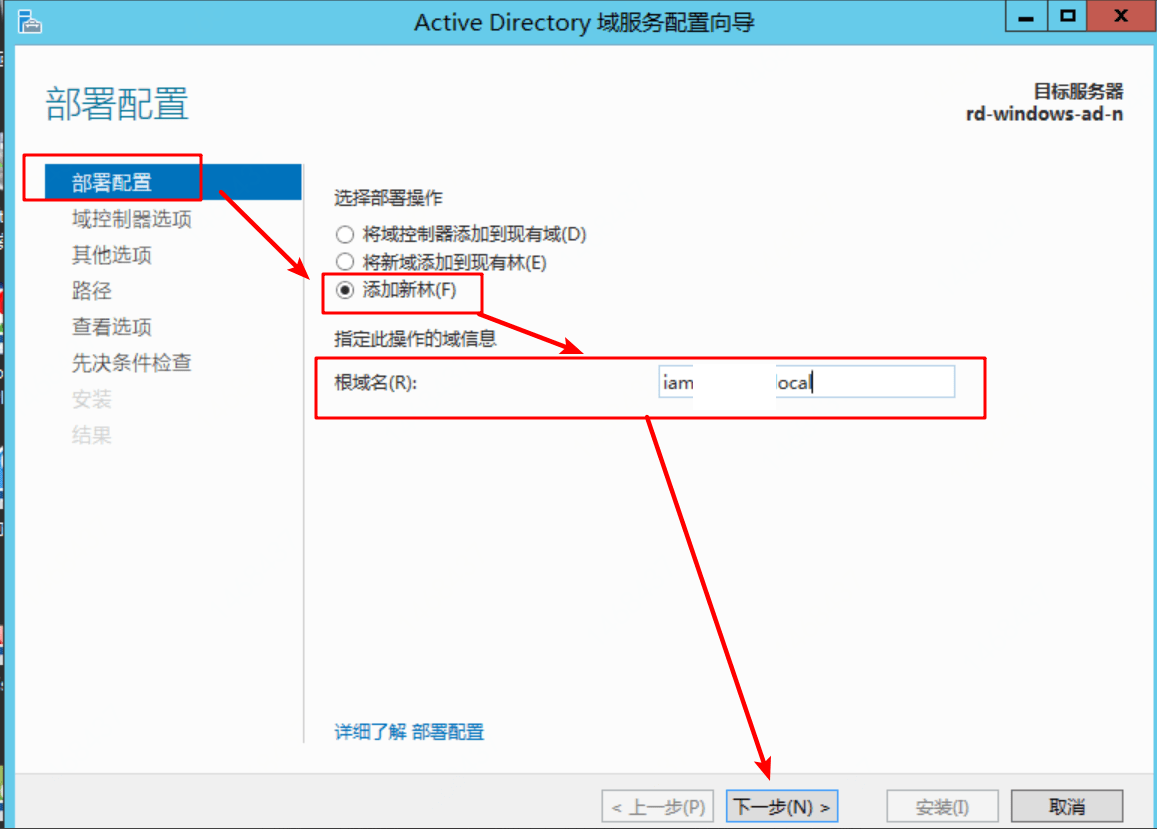 Active Directory 域服务配置向导
部署配置
目标服务器
rd-windows-ad-n
部署配置
域控制器选项
其他选项
路径
查看选项
先决条件检查
安装
结果
选择部署操作
将域控制器添加到现有域(D)
将新域添加到现有林(E)
添加新林(F)
指定此操作的域信息
根域名(R):
iam ocal
详细了解 部署配置
< 上一步(P)
下一步(N) >
安装(I)
取消